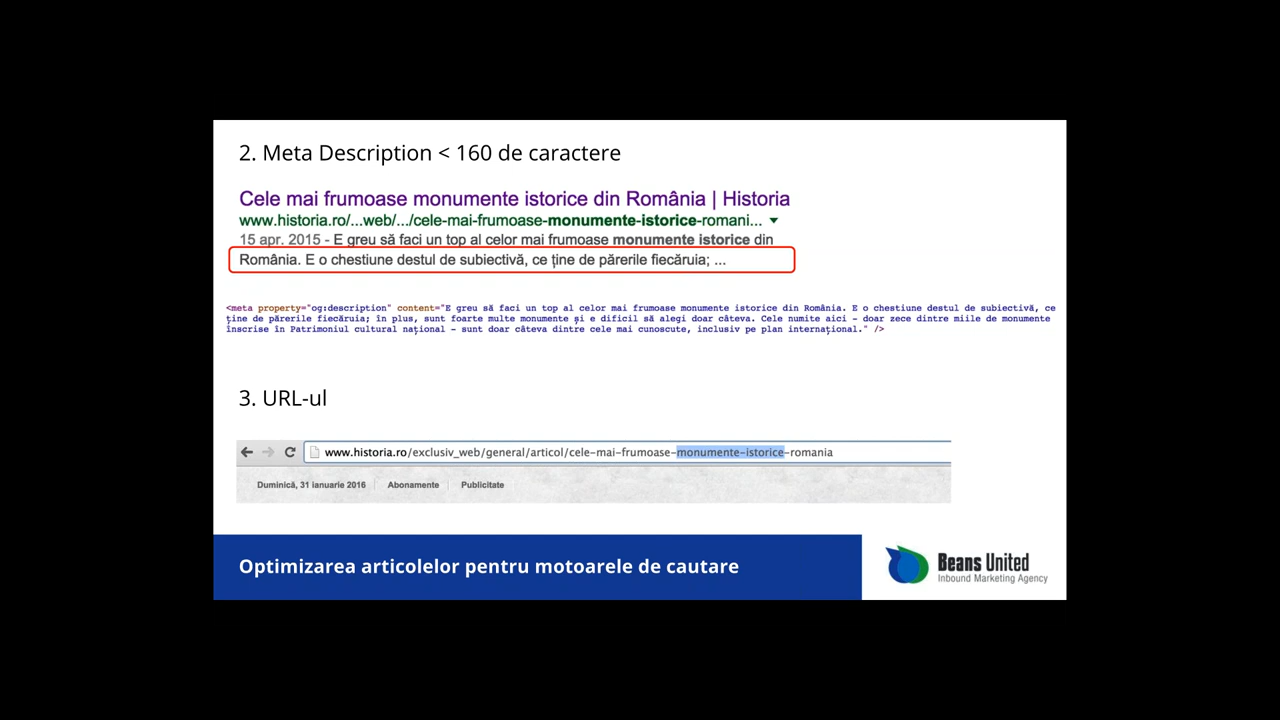 2. Meta Description < 160 de caractere
Cele mai frumoase monumente istorice din România | Historia
www.historia.ro/...web/.../cele-mai-frumoase-monumente-istorice-romani...
15 apr. 2015 - E greu să faci un top al celor mai frumoase monumente istorice din
România. E o chestiune destul de subiectivă, ce ține de părerile fiecăruia; ...
<meta property="og:description" content="E greu să faci un top al celor mai frumoase monumente istorice din România. E o chestiune destul de subiectivă, ce
ține de părerile fiecăruia; în plus, sunt foarte multe monumente și e dificil să alegi doar câteva. Cele numite aici – doar zece dintre miile de monumente
înscrise în Patrimoniul cultural național – sunt doar câteva dintre cele mai cunoscute, inclusiv pe plan internațional." />
3. URL-ul
www.historia.ro/exclusiv_web/general/articol/cele-mai-frumoase-monumente-istorice-romania
Duminică, 31 ianuarie 2016 Abonamente Publicitate
Optimizarea articolelor pentru motoarele de cautare
Beans United
Inbound Marketing Agency